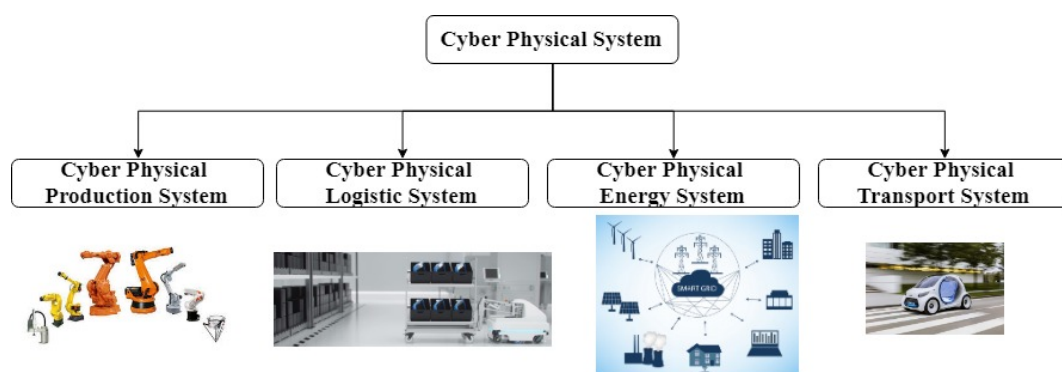 Cyber Physical System
Cyber Physical
Production System
Cyber Physical
Logistic System
Cyber Physical
Energy System
Cyber Physical
Transport System
SMART GRID